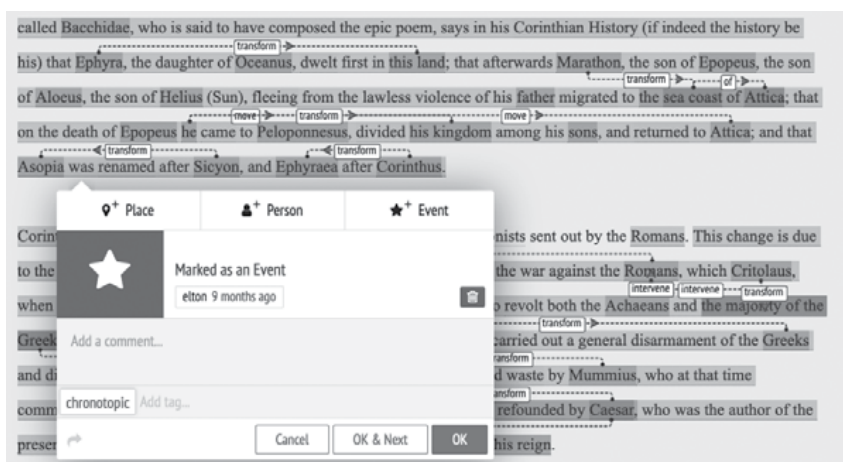 called Bacchidae, who is said to have composed the epic poem, says in his Corinthian History (if indeed the history be
transform
his) that Ephyra, the daughter of Oceanus, dwelt first in this land; that afterwards Marathon, the son of Epopeus, the son
transform of
of Aloeus, the son of Helius (Sun), fleeing from the lawless violence of his father migrated to the sea coast of Attica; that
move transform move
on the death of Epopeus he came to Peloponnesus, divided his kingdom among his sons, and returned to Attica; and that
transform transform
Asopia was renamed after Sicyon, and Ephyraea after Corinthus.
Place Person Event
Corint nists sent out by the Romans. This change is due
to the the war against the Romans, which Critolaus,
Marked as an Event
elton 9 months ago
intervene intervene transform
when o revolt both the Achaeans and the majority of the
transform
Greek carried out a general disarmament of the Greeks
Add a comment...
ransform
and di d waste by Mummius, who at that time
ransform
comm refounded by Caesar, who was the author of the
chronotopic Add tag...
preser his reign.
Cancel OK & Next OK